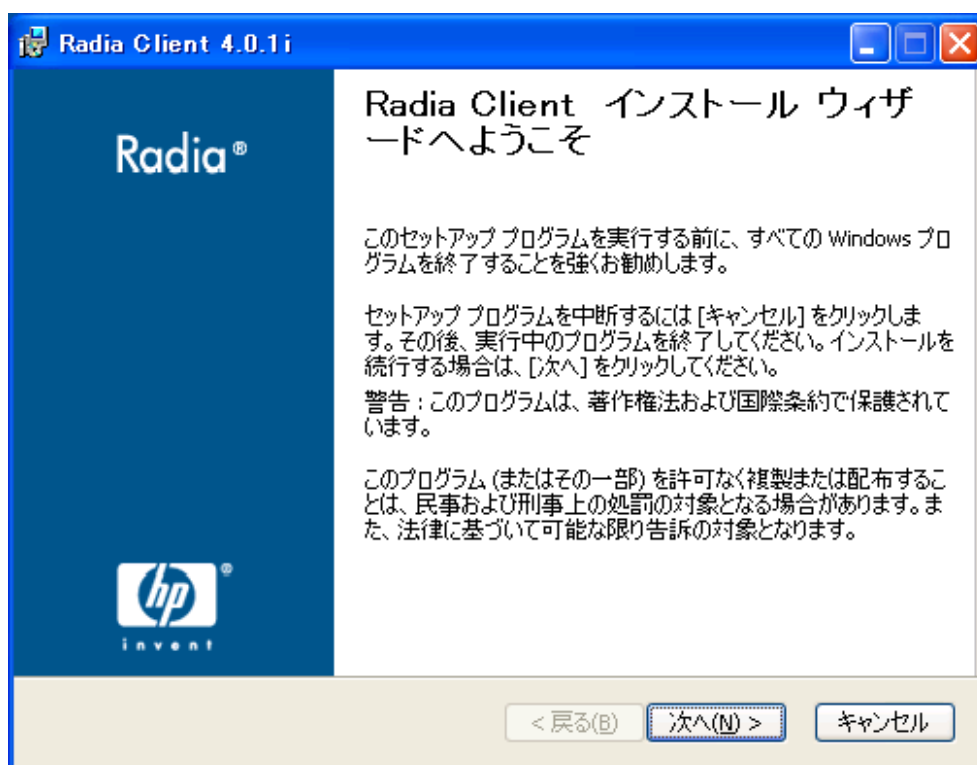 Radia Client 4.0.1i
Radia®
Radia Client インストール ウィザ
ードへようこそ
このセットアップ プログラムを実行する前に、すべての Windows プロ
グラムを終了することを強くお勧めします。
セットアップ プログラムを中断するには [キャンセル] をクリックしま
す。その後、実行中のプログラムを終了してください。インストールを
続行する場合は、[次へ] をクリックしてください。
警告 : このプログラムは、著作権法および国際条約で保護されて
います。
このプログラム (またはその一部) を許可なく複製または配布するこ
とは、民事および刑事上の処罰の対象となる場合があります。ま
た、法律に基づいて可能な限り告訴の対象となります。
hp®
invent
< 戻る(B)
次へ(N) >
キャンセル